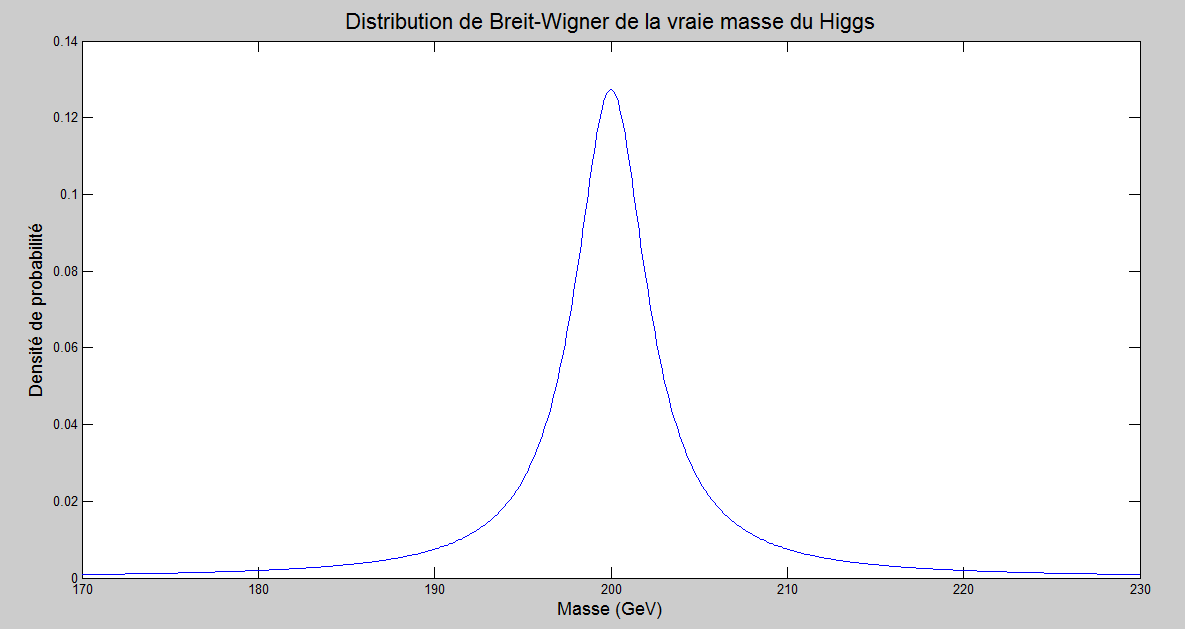 Distribution de Breit-Wigner de la vraie masse du Higgs
0.14
0.12
0.1
0.08
0.06
0.04
0.02
0
Densité de probabilité
170 180 190 200 210 220 230
Masse (GeV)